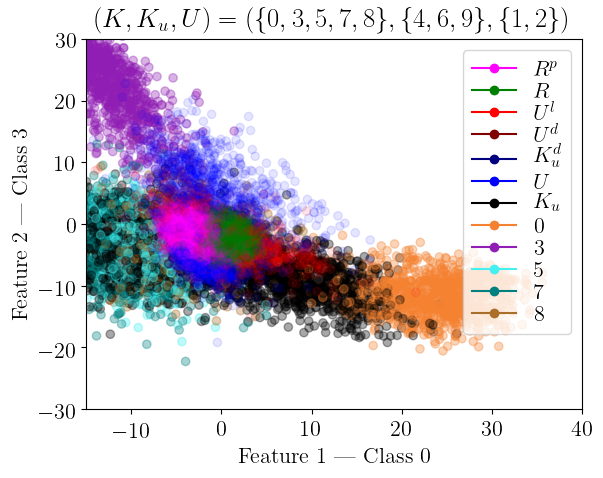 (K, K_u, U) = ({0, 3, 5, 7, 8}, {4, 6, 9}, {1, 2})
30
20
10
0
−10
−20
−30
Feature 2 — Class 3
−10
0
10
20
30
40
Feature 1 — Class 0
R^p
R
U^l
U^d
K_u^d
U
K_u
0
3
5
7
8